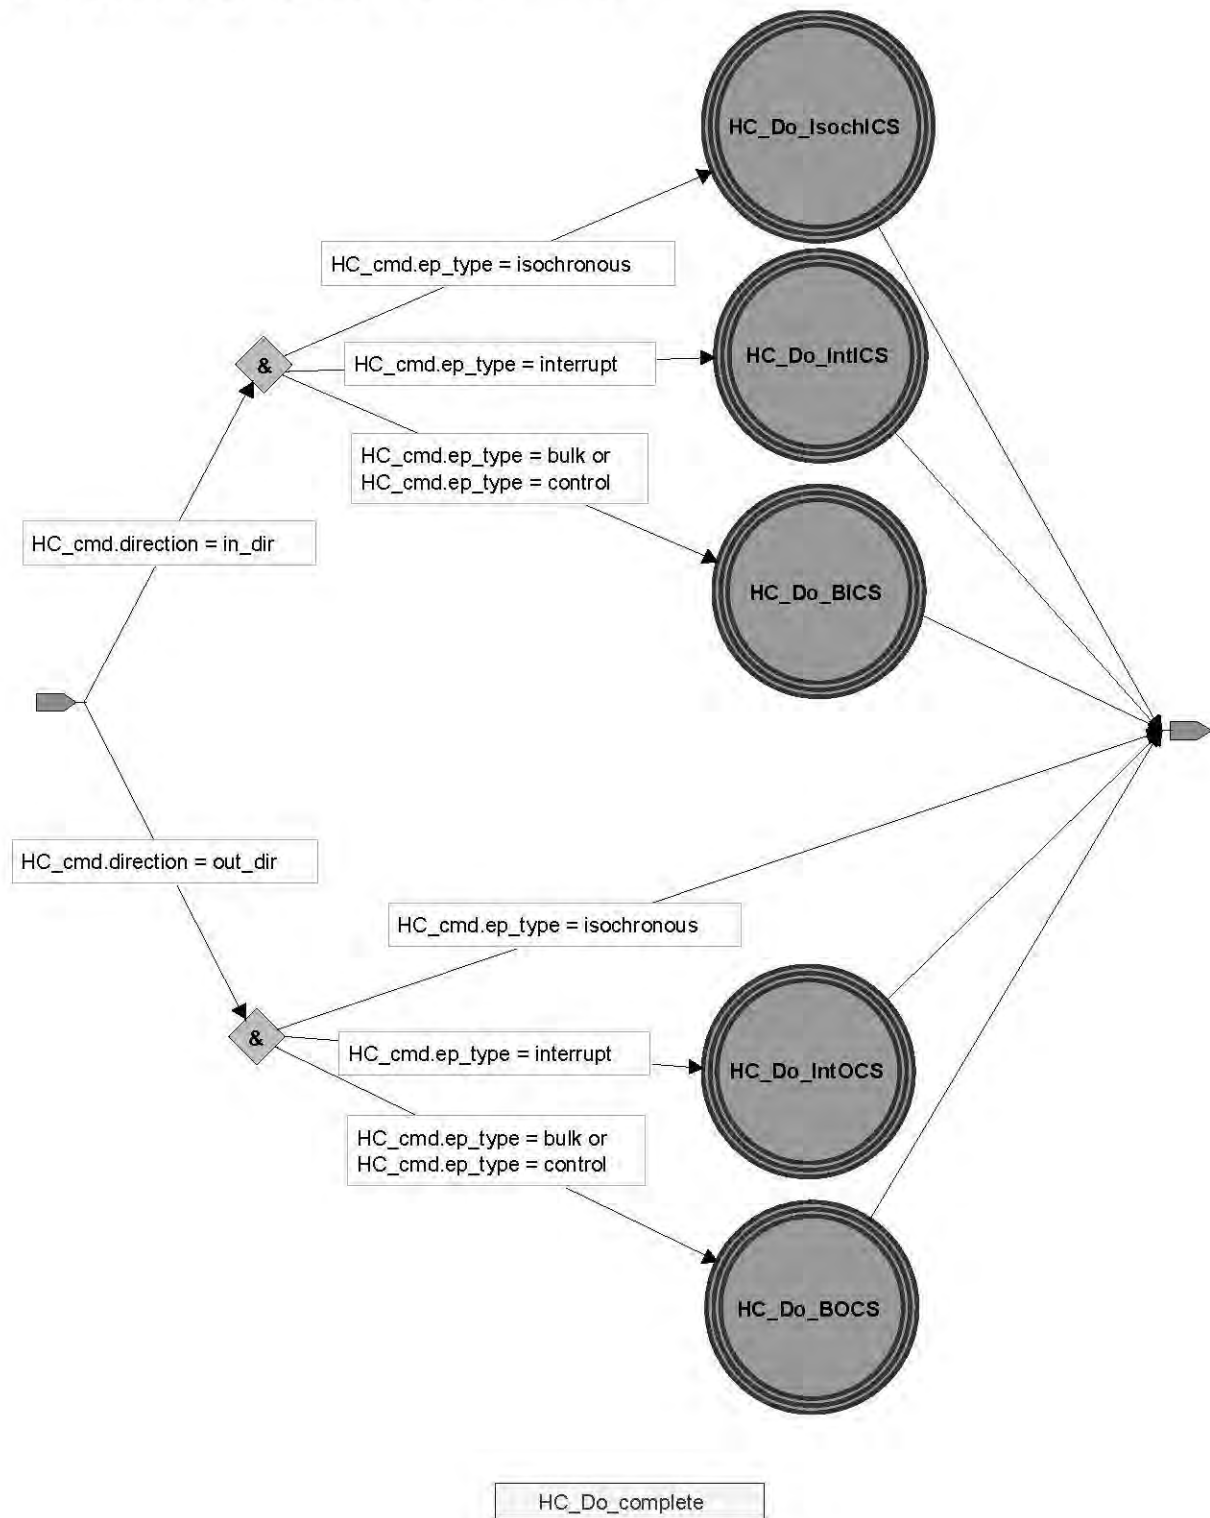 HC_Do_IsochICS
HC_cmd.ep_type = isochronous
&
HC_cmd.ep_type = interrupt
HC_Do_IntICS
HC_cmd.ep_type = bulk or
HC_cmd.ep_type = control
HC_cmd.direction = in_dir
HC_Do_BICS
HC_cmd.direction = out_dir
HC_cmd.ep_type = isochronous
&
HC_cmd.ep_type = interrupt
HC_Do_IntOCS
HC_cmd.ep_type = bulk or
HC_cmd.ep_type = control
HC_Do_BOCS
HC_Do_complete